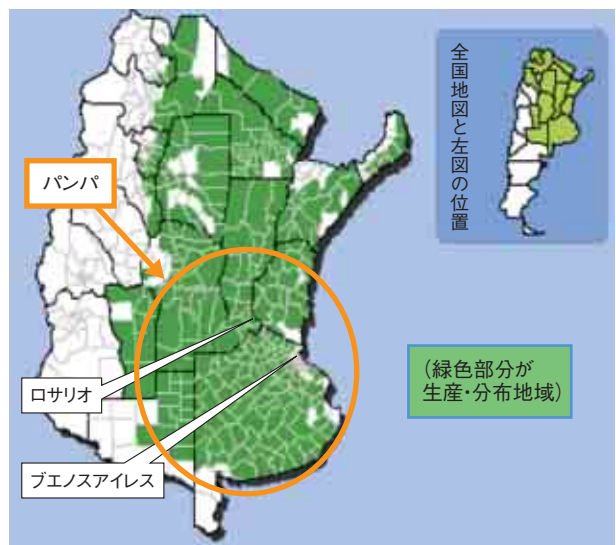 パンパ
ロサリオ
ブエノスアイレス
全国地図と左図の位置
(緑色部分が
生産・分布地域)